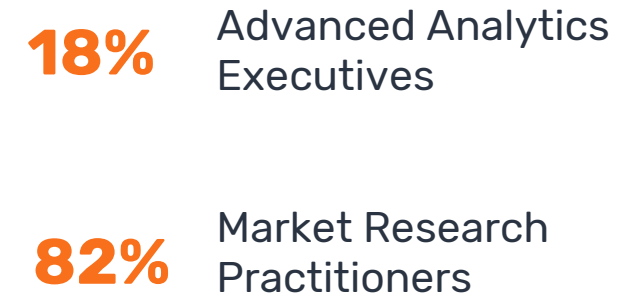 18%
Advanced Analytics
Executives
82%
Market Research
Practitioners